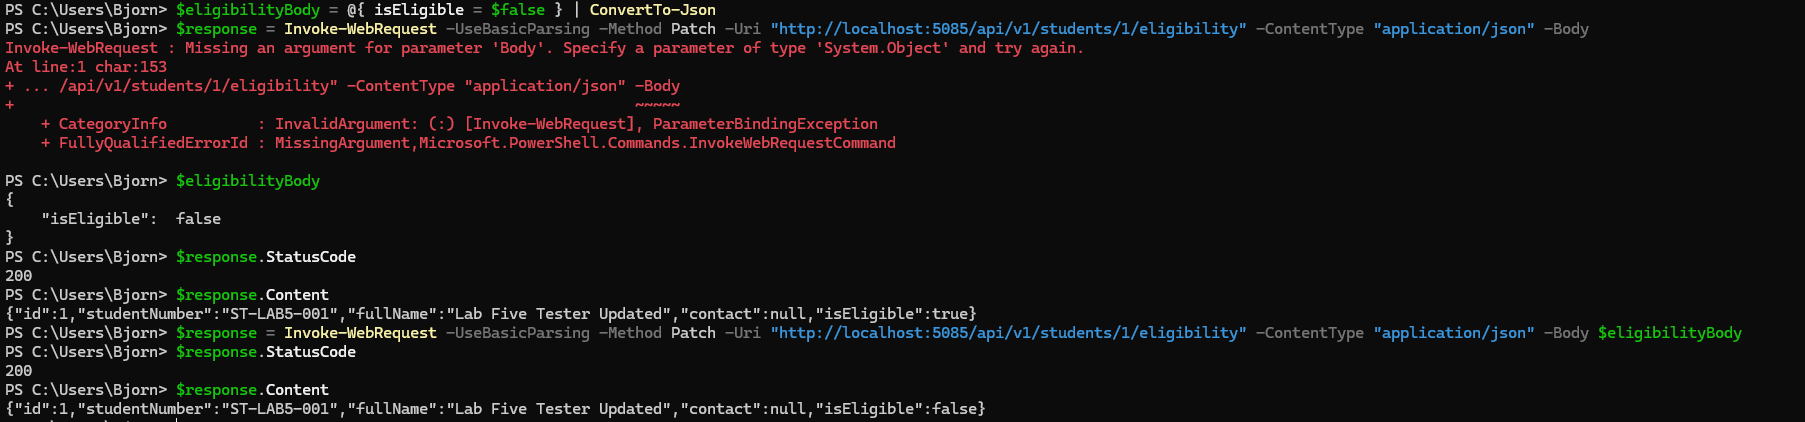 PS C:\Users\Bjorn> $eligibilityBody = @{ isEligible = $false } | ConvertTo-Json
PS C:\Users\Bjorn> $response = Invoke-WebRequest -UseBasicParsing -Method Patch -Uri "http://localhost:5085/api/v1/students/1/eligibility" -ContentType "application/json" -Body
Invoke-WebRequest : Missing an argument for parameter 'Body'. Specify a parameter of type 'System.Object' and try again.
At line:1 char:153
+ ... /api/v1/students/1/eligibility" -ContentType "application/json" -Body
+                                                                     ~~~~~
    + CategoryInfo          : InvalidArgument: (:) [Invoke-WebRequest], ParameterBindingException
    + FullyQualifiedErrorId : MissingArgument,Microsoft.PowerShell.Commands.InvokeWebRequestCommand

PS C:\Users\Bjorn> $eligibilityBody
{
    "isEligible":  false
}
PS C:\Users\Bjorn> $response.StatusCode
200
PS C:\Users\Bjorn> $response.Content
{"id":1,"studentNumber":"ST-LAB5-001","fullName":"Lab Five Tester Updated","contact":null,"isEligible":true}
PS C:\Users\Bjorn> $response = Invoke-WebRequest -UseBasicParsing -Method Patch -Uri "http://localhost:5085/api/v1/students/1/eligibility" -ContentType "application/json" -Body $eligibilityBody
PS C:\Users\Bjorn> $response.StatusCode
200
PS C:\Users\Bjorn> $response.Content
{"id":1,"studentNumber":"ST-LAB5-001","fullName":"Lab Five Tester Updated","contact":null,"isEligible":false}